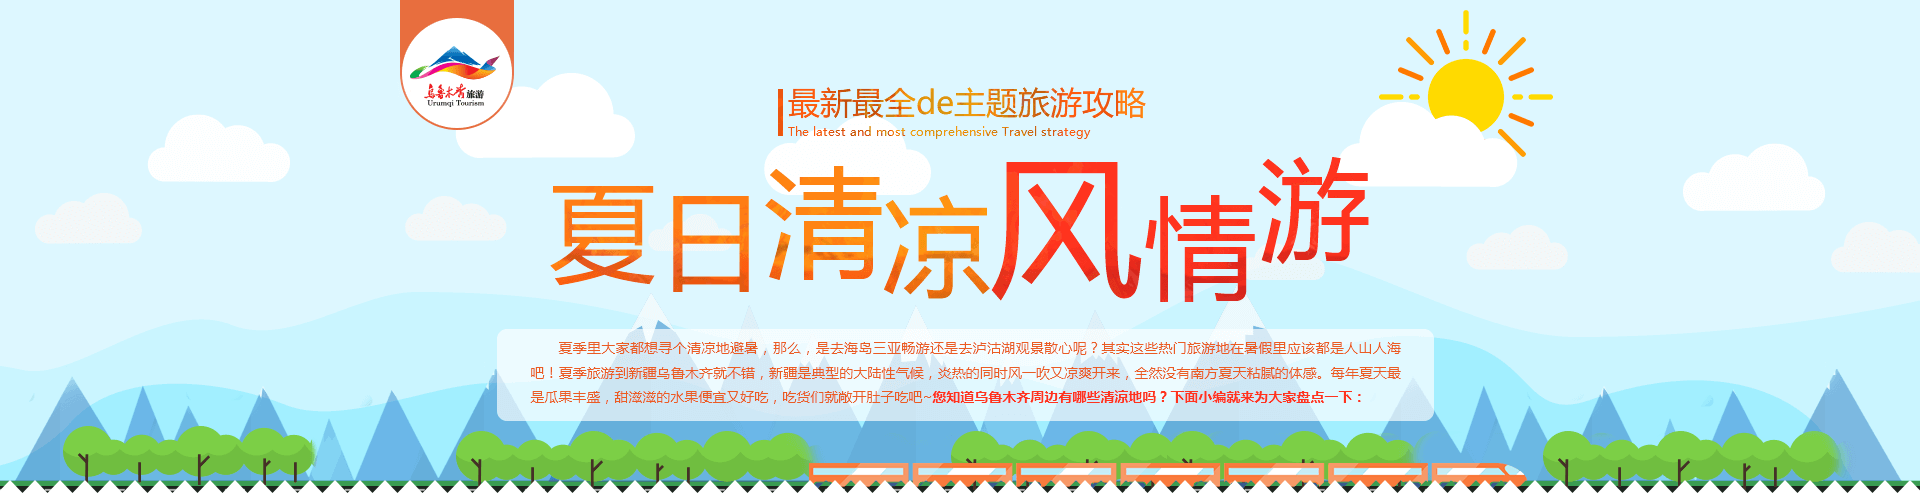 乌鲁木齐旅游
Urumqi Tourism
最新最全de主题旅游攻略
The latest and most comprehensive Travel strategy
夏日清凉风情游
夏季里大家都想寻个清凉地避暑，那么，是去海岛三亚畅游还是去泸沽湖观景散心呢？其实这些热门旅游地在暑假里应该都是人山人海
吧！夏季旅游到新疆乌鲁木齐就不错，新疆是典型的大陆性气候，炎热的同时风一吹又凉爽开来，全然没有南方夏天粘腻的体感。每年夏天最
是瓜果丰盛，甜滋滋的水果便宜又好吃，吃货们就敞开肚子吃吧~您知道乌鲁木齐周边有哪些清凉地吗？下面小编就来为大家盘点一下：